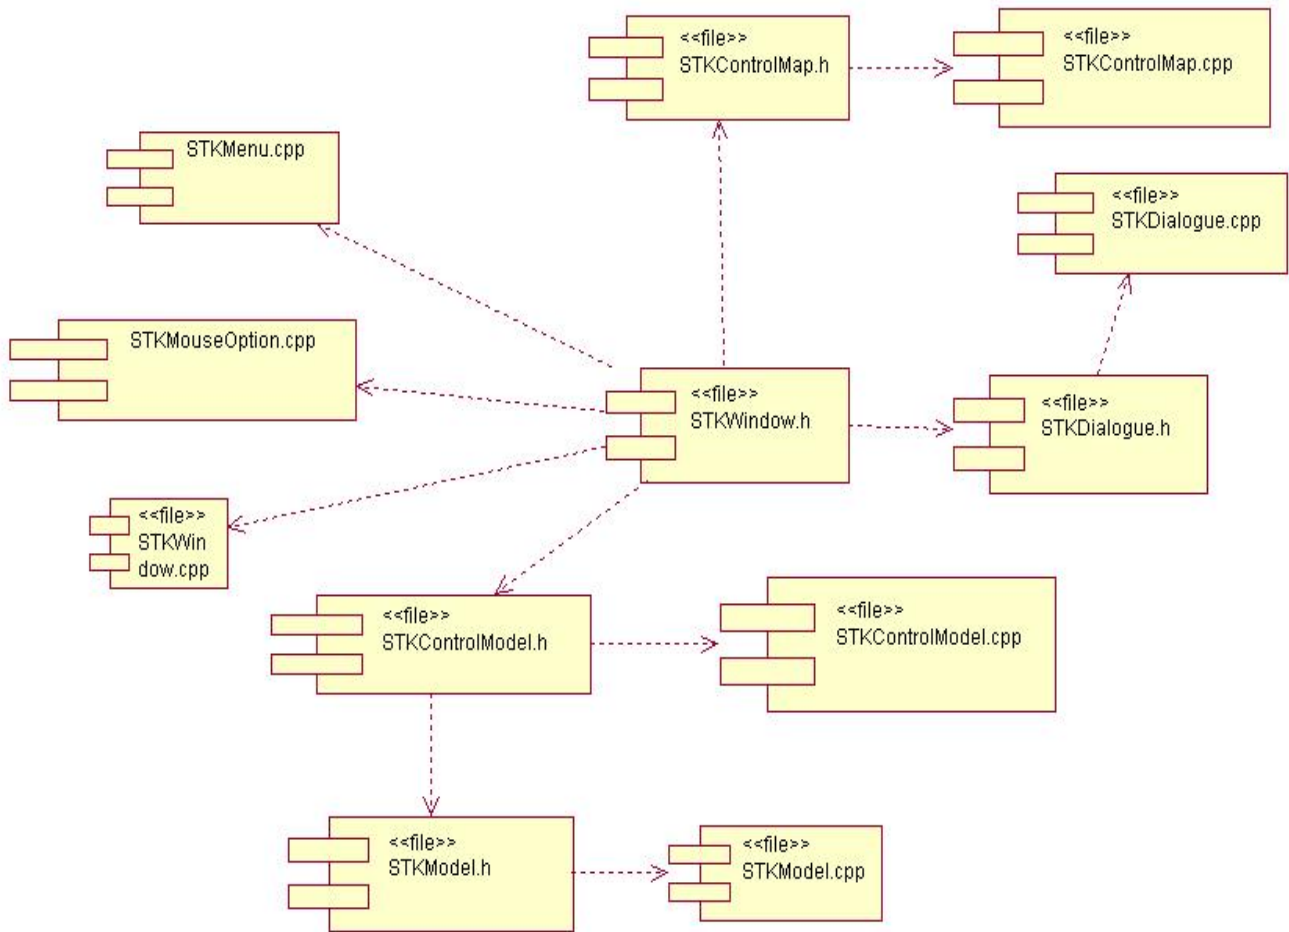 <<file>>
STKControlMap.h
<<file>>
STKControlMap.cpp
STKMenu.cpp
<<file>>
STKDialogue.cpp
STKMouseOption.cpp
<<file>>
STKWindow.h
<<file>>
STKDialogue.h
<<file>>
STKWin
dow.cpp
<<file>>
STKControlModel.h
<<file>>
STKControlModel.cpp
<<file>>
STKModel.h
<<file>>
STKModel.cpp